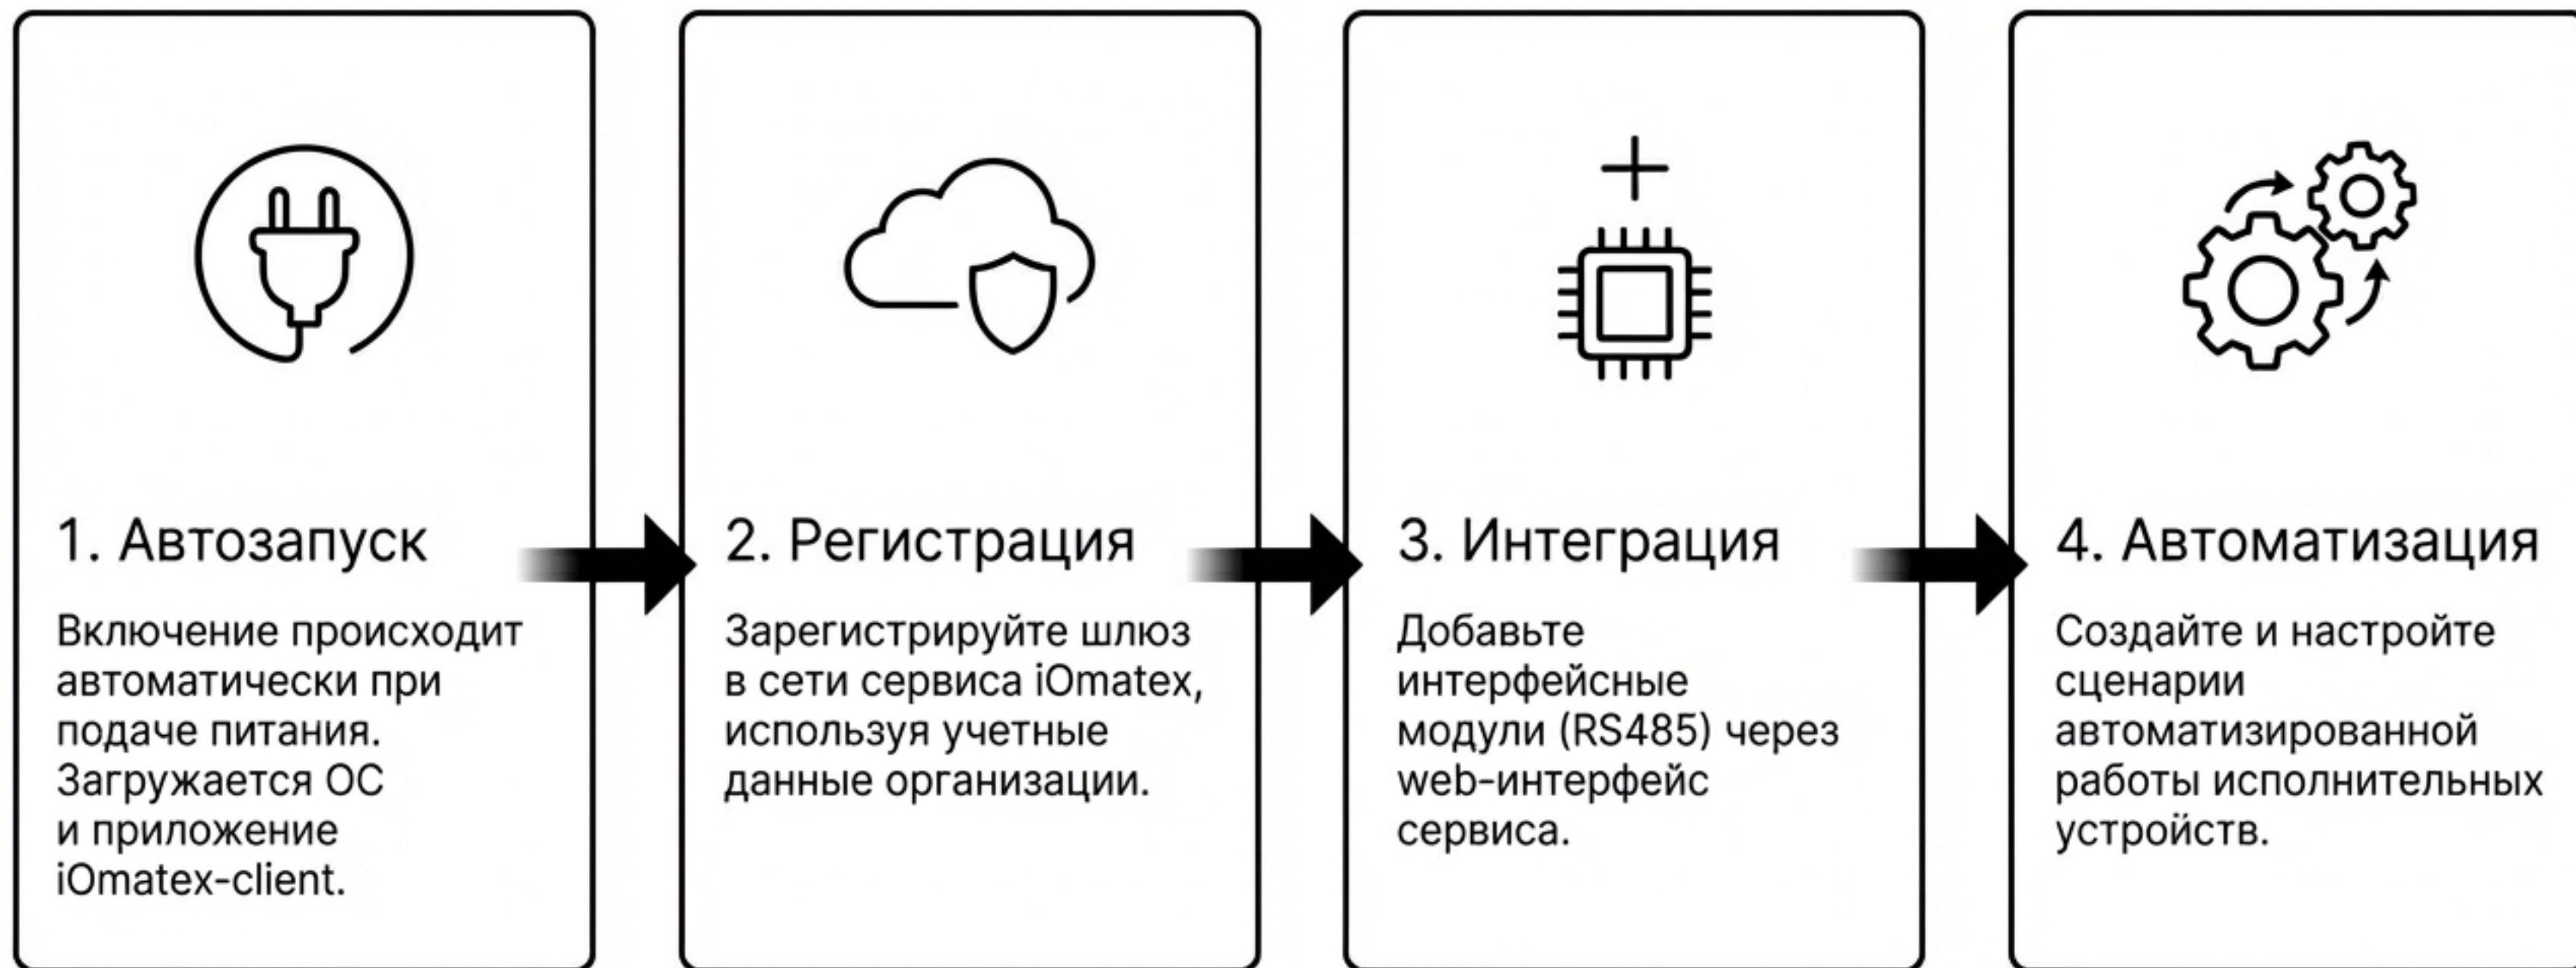 1. Автозапуск
Включение происходит
автоматически при
подаче питания.
Загружается ОС
и приложение
iOmatex-client.
2. Регистрация
Зарегистрируйте шлюз
в сети сервиса iOmatex,
используя учетные
данные организации.
3. Интеграция
Добавьте
интерфейсные
модули (RS485) через
web-интерфейс
сервиса.
4. Автоматизация
Создайте и настройте
сценарии
автоматизированной
работы исполнительных
устройств.